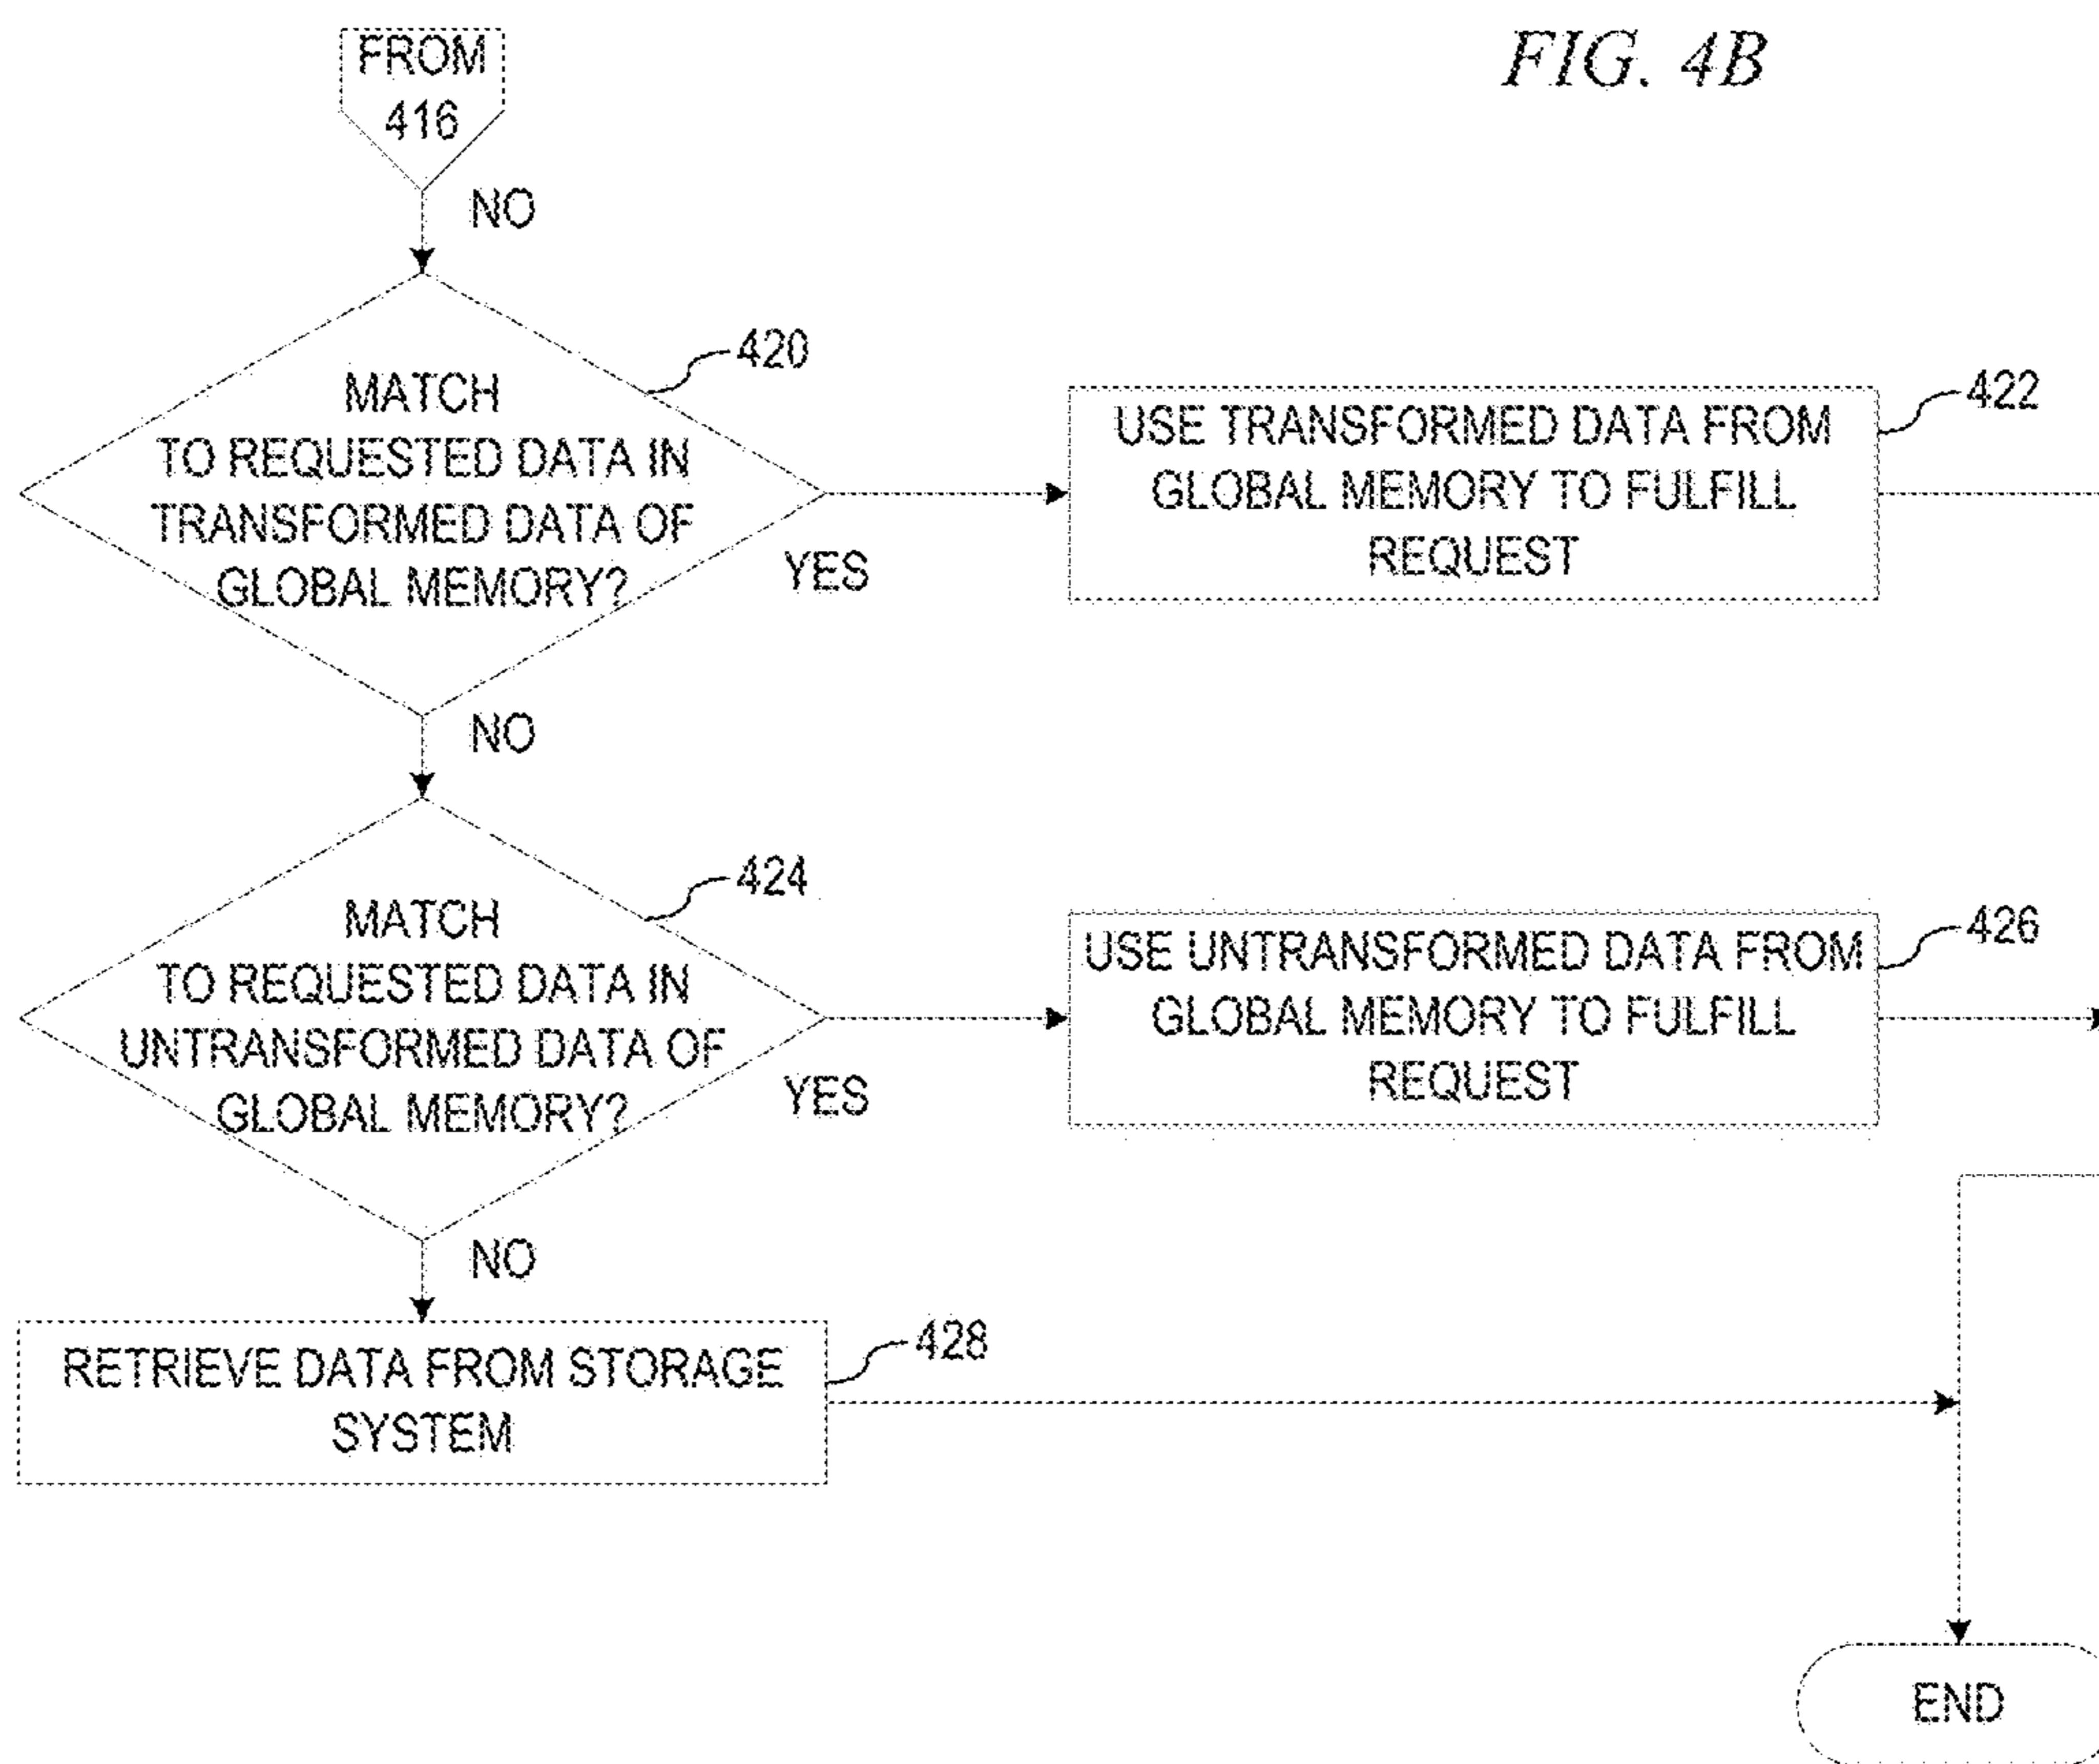 FIG. 4B
FROM
416
NO
420
MATCH
TO REQUESTED DATA IN
TRANSFORMED DATA OF
GLOBAL MEMORY?
YES
422
USE TRANSFORMED DATA FROM
GLOBAL MEMORY TO FULFILL
REQUEST
NO
424
MATCH
TO REQUESTED DATA IN
UNTRANSFORMED DATA OF
GLOBAL MEMORY?
YES
426
USE UNTRANSFORMED DATA FROM
GLOBAL MEMORY TO FULFILL
REQUEST
NO
428
RETRIEVE DATA FROM STORAGE
SYSTEM
END